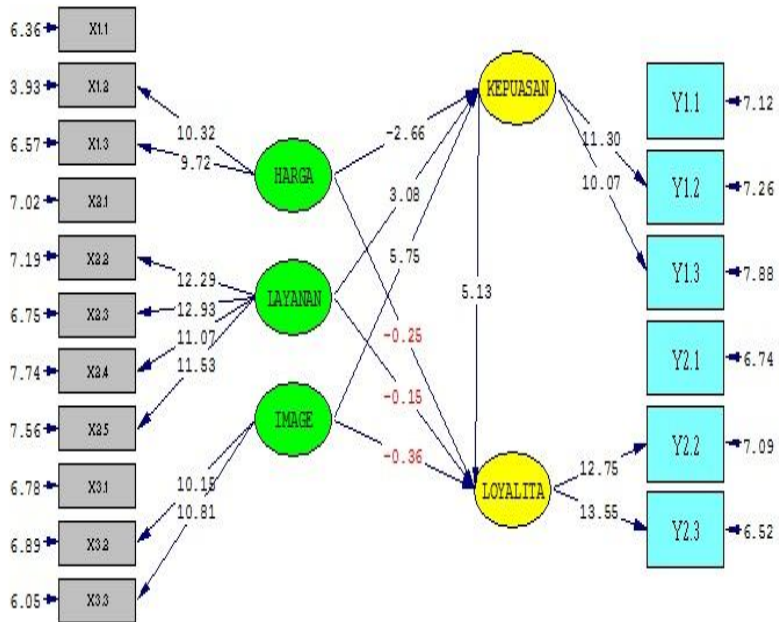 6.36 X1.1
3.93 X1.2
6.57 X1.3
7.02 X2.1
7.19 X2.2
6.75 X2.3
7.74 X2.4
7.56 X2.5
6.78 X3.1
6.89 X3.2
6.05 X3.3
10.32
9.72
12.29
12.93
11.07
11.53
10.15
10.81
HARGA
LAYANAN
IMAGE
-2.66
3.08
5.75
-0.25
-0.15
-0.36
5.13
KEPUASAN
LOYALITA
11.30
10.07
12.75
13.55
Y1.1 7.12
Y1.2 7.26
Y1.3 7.88
Y2.1 6.74
Y2.2 7.09
Y2.3 6.52